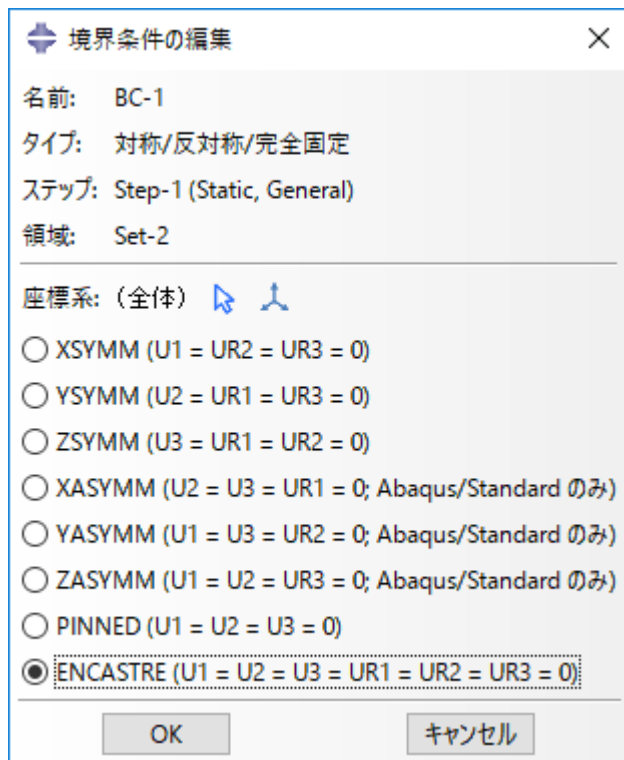 境界条件の編集
名前: BC-1
タイプ: 対称/反対称/完全固定
ステップ: Step-1 (Static, General)
領域: Set-2
座標系: (全体)
XSYMM (U1 = UR2 = UR3 = 0)
YSYMM (U2 = UR1 = UR3 = 0)
ZSYMM (U3 = UR1 = UR2 = 0)
XASYMM (U2 = U3 = UR1 = 0; Abaqus/Standard のみ)
YASYMM (U1 = U3 = UR2 = 0; Abaqus/Standard のみ)
ZASYMM (U1 = U2 = UR3 = 0; Abaqus/Standard のみ)
PINNED (U1 = U2 = U3 = 0)
ENCASTRE (U1 = U2 = U3 = UR1 = UR2 = UR3 = 0)
OK キャンセル